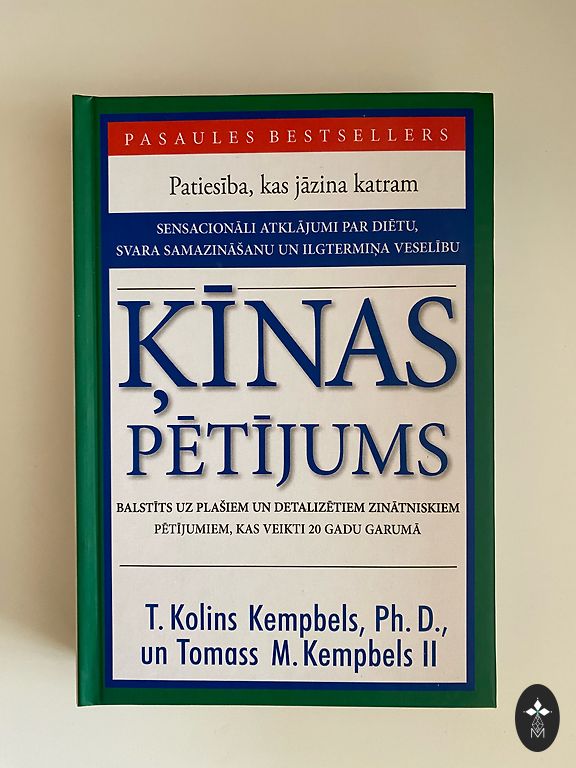 PASAULES BESTSELLERS
Patiesība, kas jāzina katram
SENSACIONĀLI ATKLĀJUMI PAR DIĒTU,
SVARA SAMAZINĀŠANU UN ILGTERMIŅA VESELĪBU
ĶĪNAS
PĒTĪJUMS
BALSTĪTS UZ PLAŠIEM UN DETALIZĒTIEM ZINĀTNISKIEM
PĒTĪJUMIEM, KAS VEIKTI 20 GADU GARUMĀ
T. Kolins Kempbels, Ph. D.,
un Tomass M. Kempbels II
M